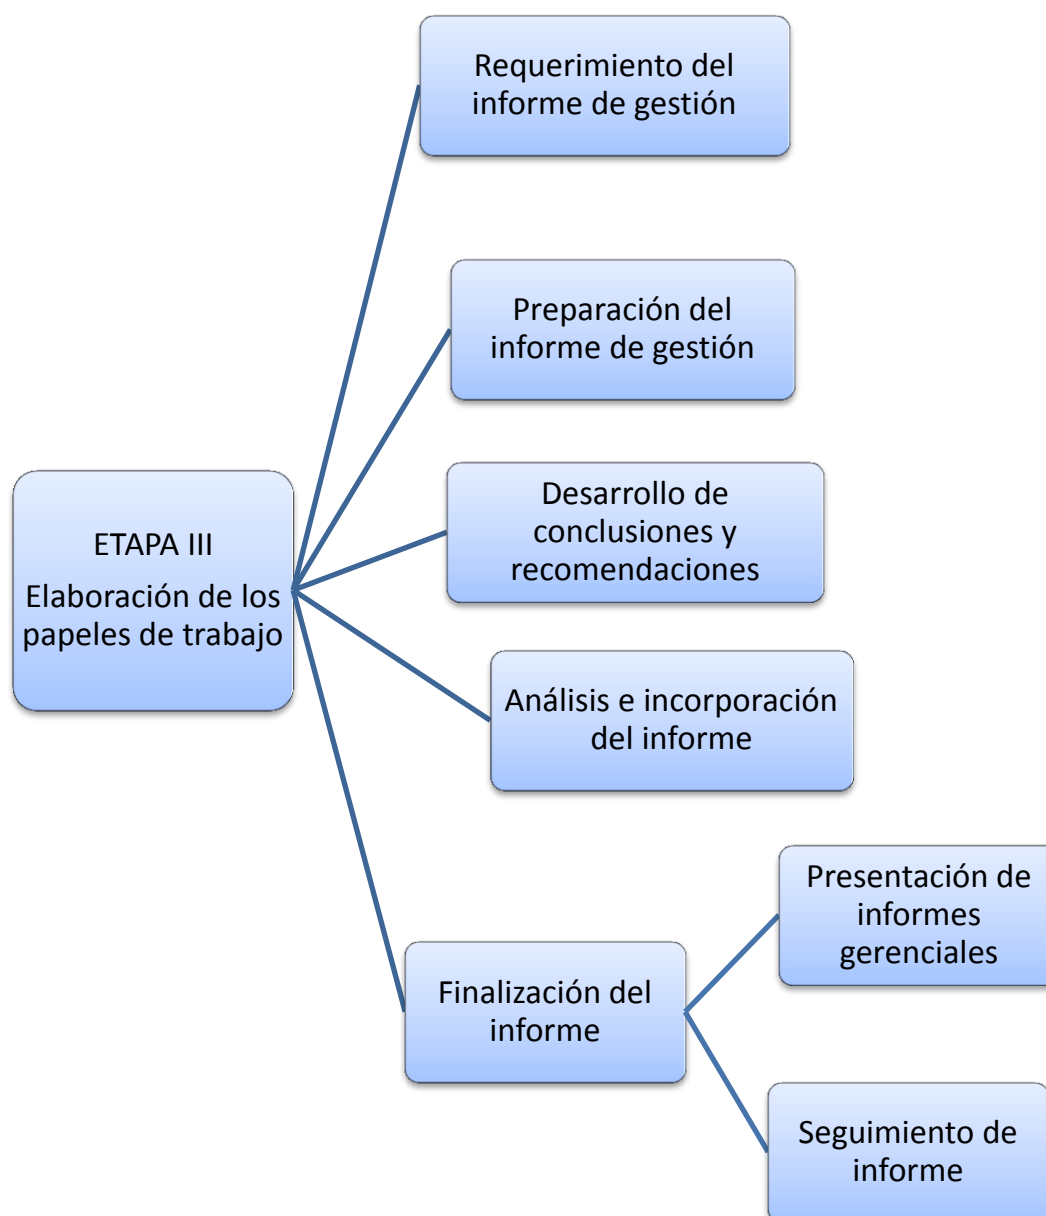 Requerimiento del
informe de gestión
Preparación del
informe de gestión
Desarrollo de
conclusiones y
recomendaciones
ETAPA III
Elaboración de los
papeles de trabajo
Análisis e incorporación
del informe
Presentación de
informes
gerenciales
Finalización del
informe
Seguimiento de
informe